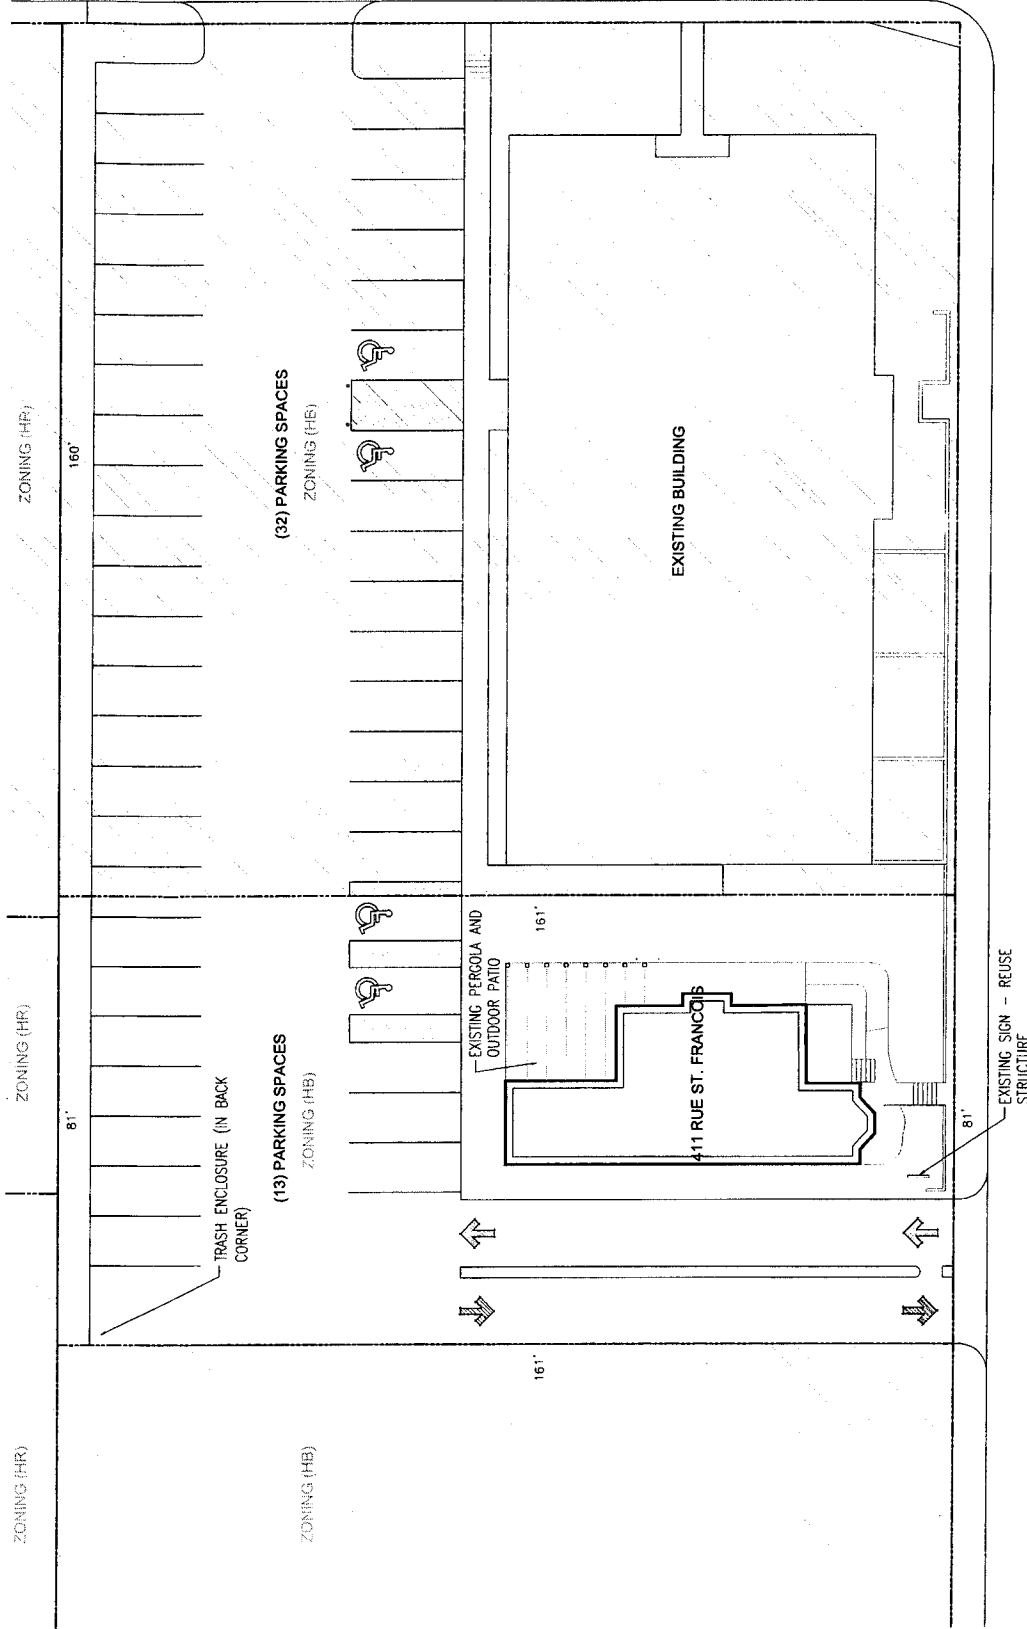 ZONING (HR)
ZONING (HR)
ZONING (HR)
160'
81'
TRASH ENCLOSURE (IN BACK
CORNER)
(32) PARKING SPACES
ZONING (HB)
(13) PARKING SPACES
ZONING (HB)
ZONING (HB)
EXISTING PERGOLA AND
OUTDOOR PATIO
161'
161'
EXISTING BUILDING
411 RUE ST. FRANCOIS
81'
EXISTING SIGN - REUSE
STRUCTURE